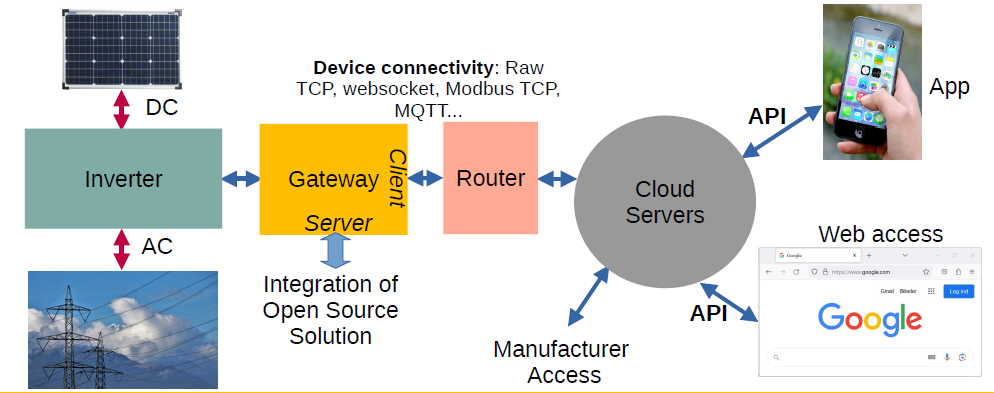 Device connectivity: Raw
TCP, websocket, Modbus TCP,
MQTT...
DC
Inverter
AC
Gateway
Client
Server
Router
Integration of
Open Source
Solution
Cloud
Servers
Manufacturer
Access
API
App
API
Web access
Google
https://www.google.com
Gmail Billeder
Log ind
Google